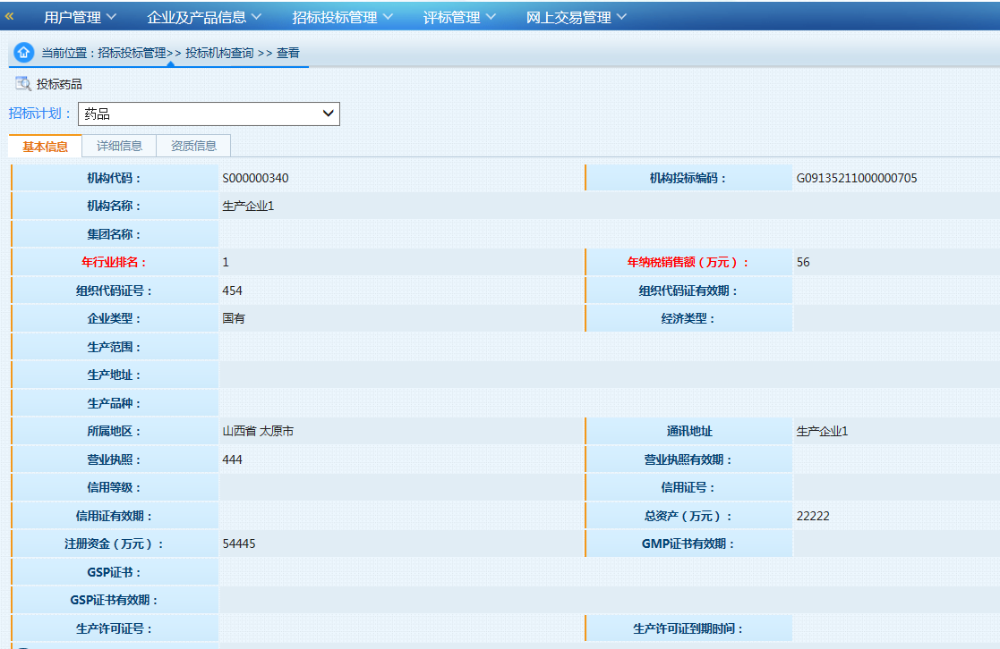 « 用户管理 企业及产品信息 招标投标管理 评标管理 网上交易管理
当前位置：招标投标管理>> 投标机构查询 >> 查看
投标药品
招标计划： 药品
基本信息 详细信息 资质信息
机构代码： S000000340 机构投标编码： G09135211000000705
机构名称： 生产企业1
集团名称：
年行业排名： 1 年纳税销售额（万元）： 56
组织代码证号： 454 组织代码证有效期：
企业类型： 国有 经济类型：
生产范围：
生产地址：
生产品种：
所属地区： 山西省 太原市 通讯地址 生产企业1
营业执照： 444 营业执照有效期：
信用等级： 信用证号：
信用证有效期： 总资产（万元）： 22222
注册资金（万元）： 54445 GMP证书有效期：
GSP证书：
GSP证书有效期：
生产许可证号： 生产许可证到期时间：